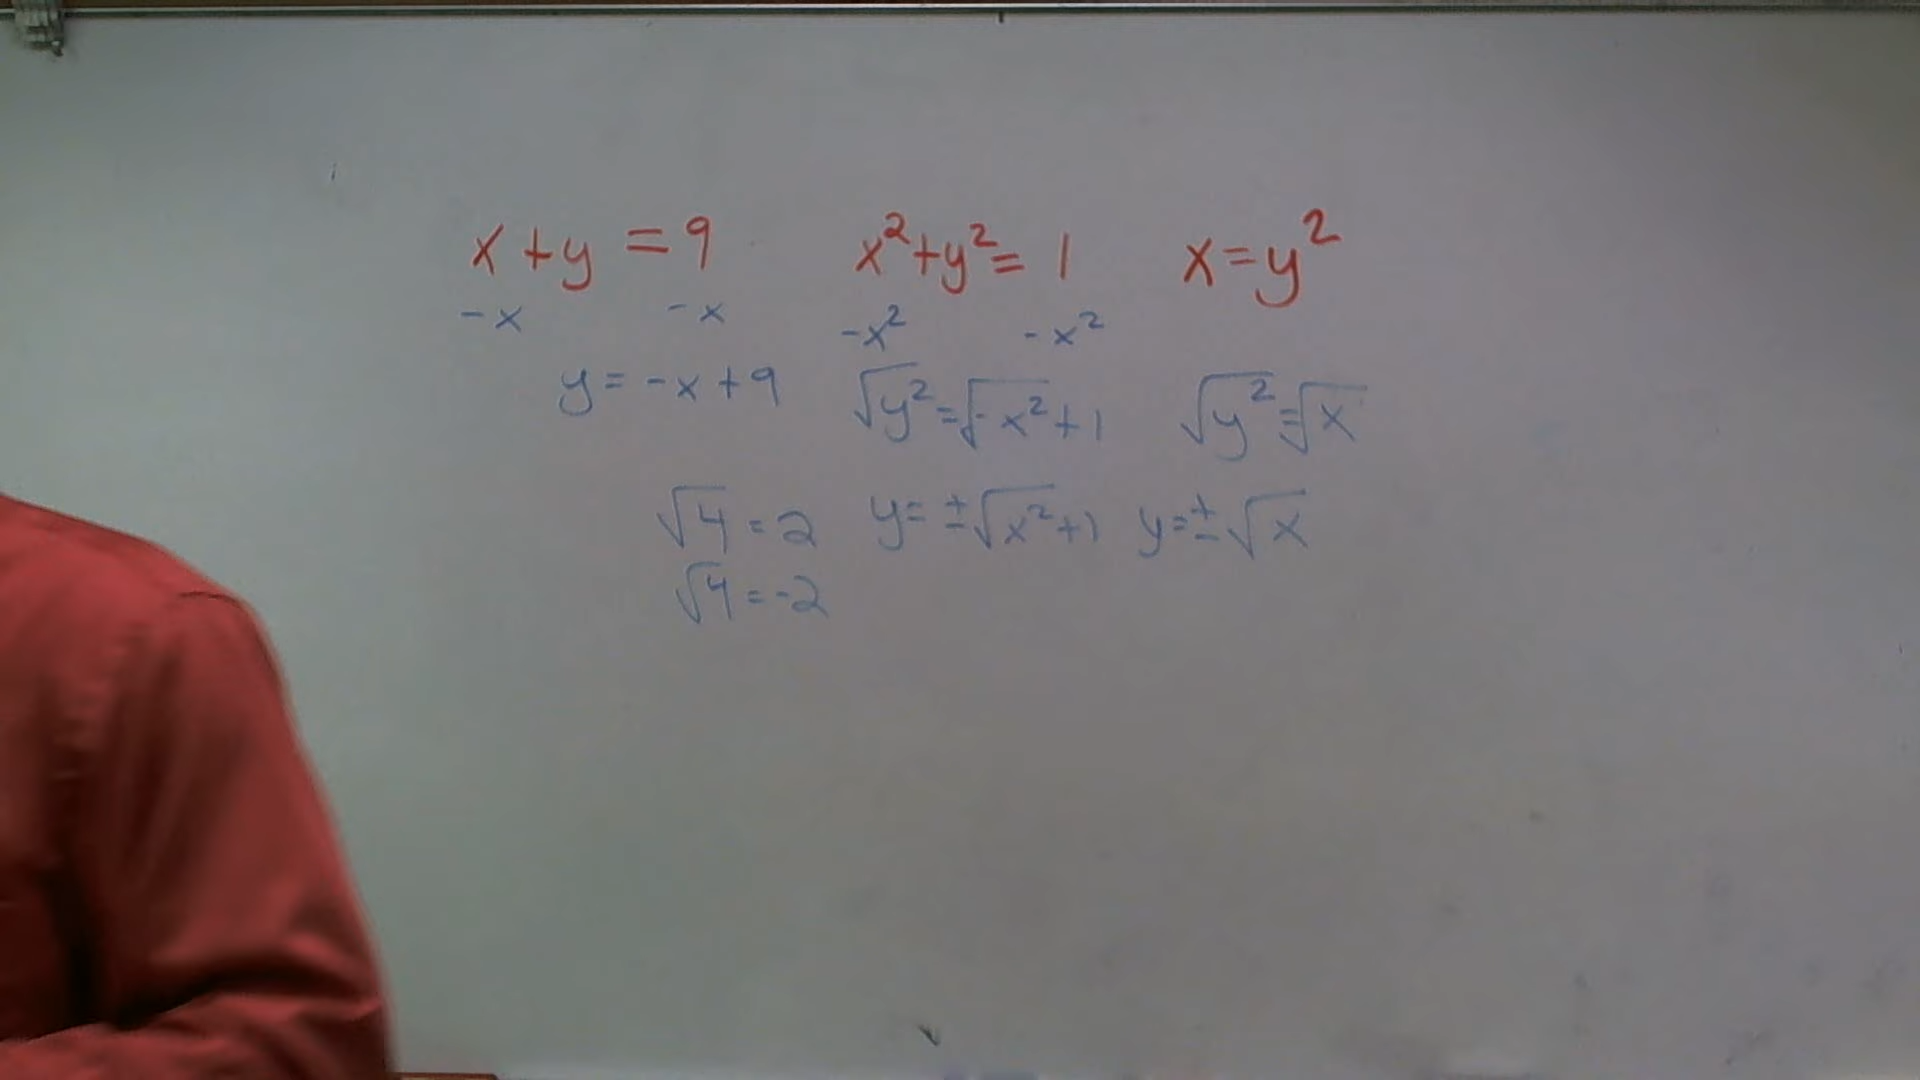 x + y = 9    x² + y² = 1    x = y²
-x    -x    -x²    -x²
y = -x + 9    √y² = √-x² + 1    √y² = √x
√4 = 2    y = ±√x² + 1    y = ±√x
√4 = -2